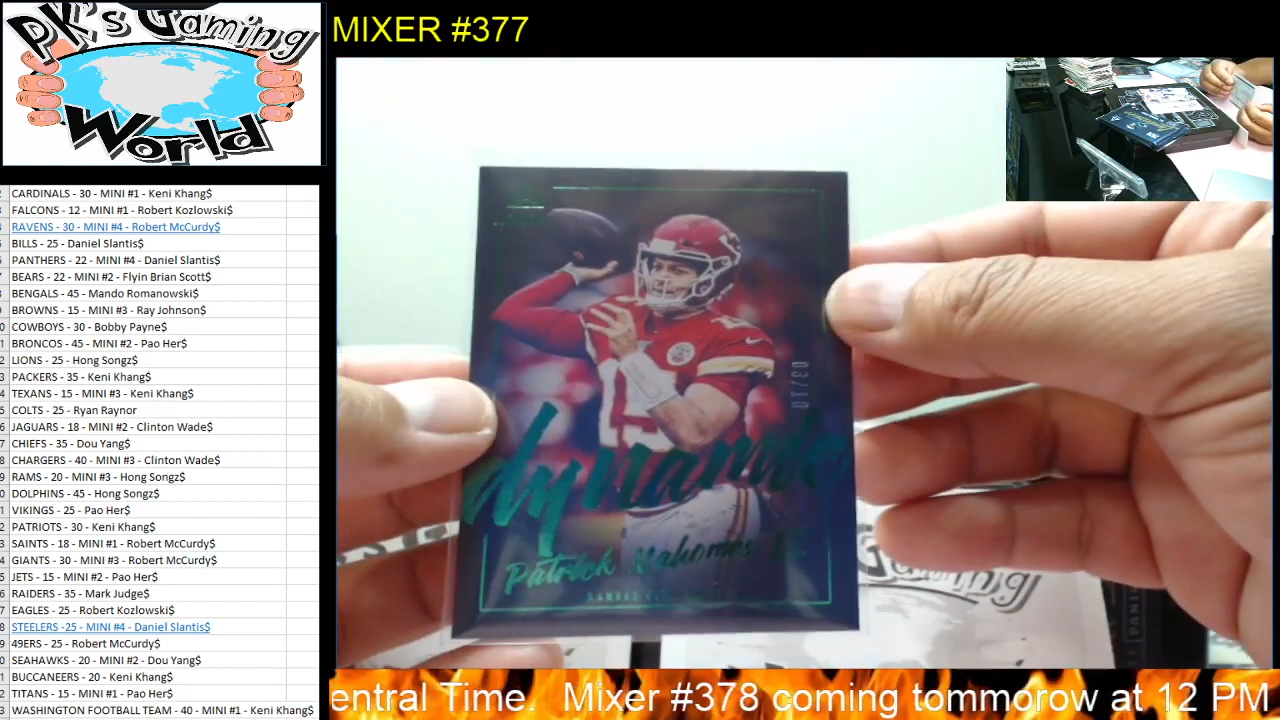 PK's Gaming
World
MIXER #377
CARDINALS - 30 - MINI #1 - Keni Khang$
FALCONS - 12 - MINI #1 - Robert Kozlowski$
RAVENS - 30 - MINI #4 - Robert McCurdy$
BILLS - 25 - Daniel Slantis$
PANTHERS - 22 - MINI #4 - Daniel Slantis$
BEARS - 22 - MINI #2 - Flyin Brian Scott$
BENGALS - 45 - Mando Romanowski$
BROWNS - 15 - MINI #3 - Ray Johnson$
COWBOYS - 30 - Bobby Payne$
BRONCOS - 45 - MINI #2 - Pao Her$
LIONS - 25 - Hong Songz$
PACKERS - 35 - Keni Khang$
TEXANS - 15 - MINI #3 - Keni Khang$
COLTS - 25 - Ryan Raynor
JAGUARS - 18 - MINI #2 - Clinton Wade$
CHIEFS - 35 - Dou Yang$
CHARGERS - 40 - MINI #3 - Clinton Wade$
RAMS - 20 - MINI #3 - Hong Songz$
DOLPHINS - 45 - Hong Songz$
VIKINGS - 25 - Pao Her$
PATRIOTS - 30 - Keni Khang$
SAINTS - 18 - MINI #1 - Robert McCurdy$
GIANTS - 30 - MINI #3 - Robert McCurdy$
JETS - 15 - MINI #2 - Pao Her$
RAIDERS - 35 - Mark Judge$
EAGLES - 25 - Robert Kozlowski$
STEELERS -25 - MINI #4 - Daniel Slantis$
49ERS - 25 - Robert McCurdy$
SEAHAWKS - 20 - MINI #2 - Dou Yang$
BUCCANEERS - 20 - Keni Khang$
TITANS - 15 - MINI #1 - Pao Her$
WASHINGTON FOOTBALL TEAM - 40 - MINI #1 - Keni Khang$
03/10
15
dynamic
Patrick Mahomes II
Gaming
entral Time. Mixer #378 coming tommorow at 12 PM